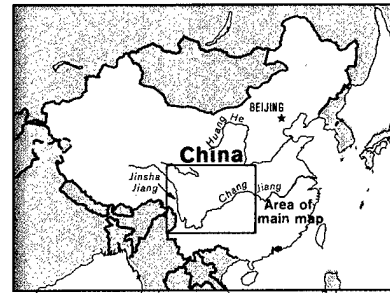 BEIJING
Huang He
China
Jinsha
Jiang
Chang Jiang
Area of
main map